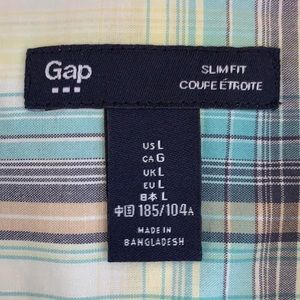 Gap
SLIM FIT
COUPE ÉTROITE
US L
CA G
UK L
EU L
日本 L
中国 185/104A
MADE IN
BANGLADESH